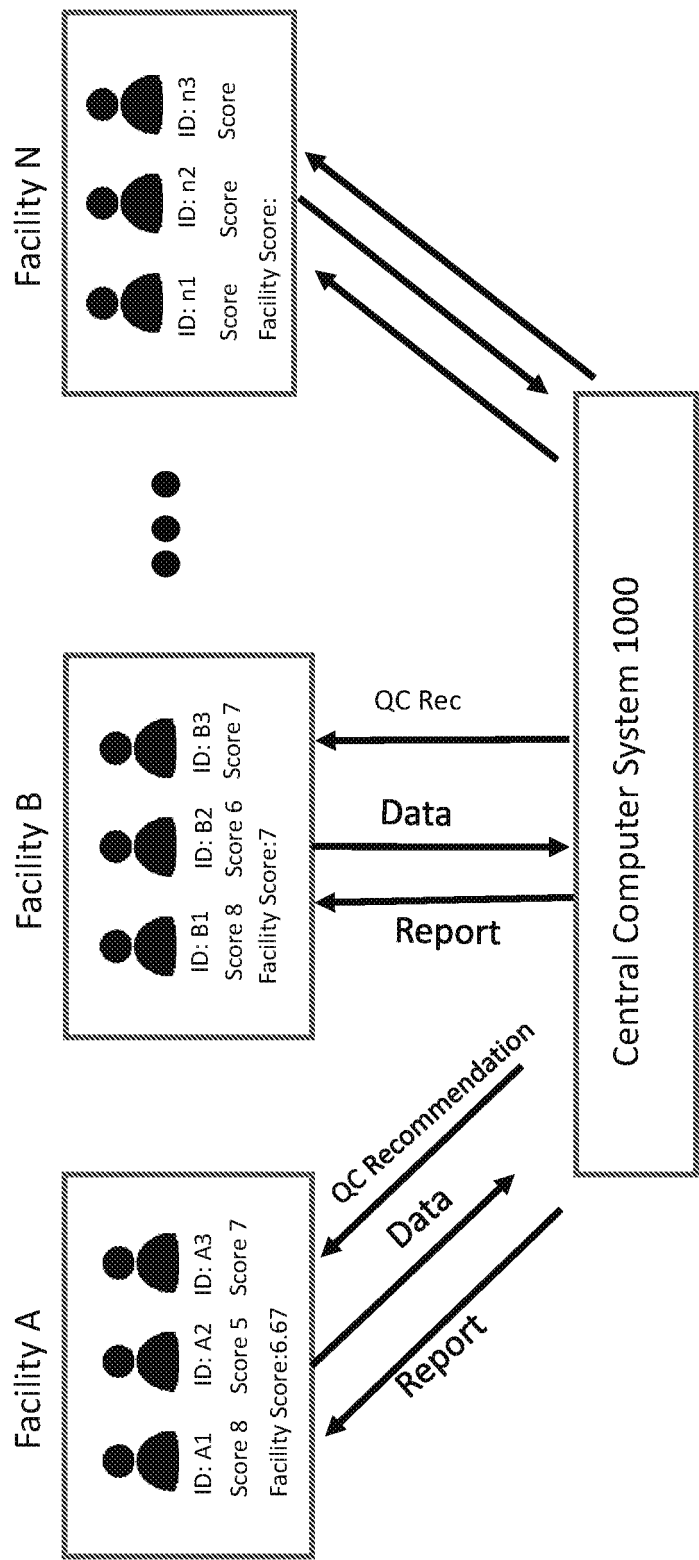 Facility A
ID: A1 ID: A2 ID: A3
Score 8 Score 5 Score 7
Facility Score:6.67
Facility B
ID: B1 ID: B2 ID: B3
Score 8 Score 6 Score 7
Facility Score:7
Facility N
ID: n1 ID: n2 ID: n3
Score Score Score
Facility Score:
Report
Data
QC Recommendation
Report
Data
QC Rec
Central Computer System 1000